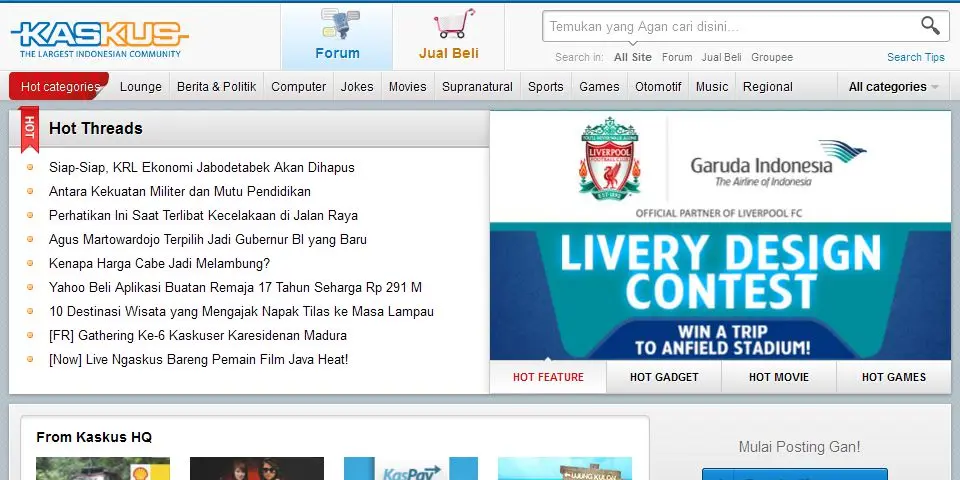 KASKUS
THE LARGEST INDONESIAN COMMUNITY
Forum
Jual Beli
Temukan yang Agan cari disini...
Search in: All Site Forum Jual Beli Groupee
Search Tips
Hot categories Lounge Berita & Politik Computer Jokes Movies Supranatural Sports Games Otomotif Music Regional All categories
HOT
Hot Threads
Siap-Siap, KRL Ekonomi Jabodetabek Akan Dihapus
Antara Kekuatan Militer dan Mutu Pendidikan
Perhatikan Ini Saat Terlibat Kecelakaan di Jalan Raya
Agus Martowardojo Terpilih Jadi Gubernur BI yang Baru
Kenapa Harga Cabe Jadi Melambung?
Yahoo Beli Aplikasi Buatan Remaja 17 Tahun Seharga Rp 291 M
10 Destinasi Wisata yang Mengajak Napak Tilas ke Masa Lampau
[FR] Gathering Ke-6 Kaskuser Karesidenan Madura
[Now] Live Ngaskus Bareng Pemain Film Java Heat!
YOU'LL NEVER WALK ALONE
LIVERPOOL
FOOTBALL CLUB
EST·1892
Garuda Indonesia
The Airline of Indonesia
OFFICIAL PARTNER OF LIVERPOOL FC
LIVERY DESIGN
CONTEST
WIN A TRIP
TO ANFIELD STADIUM!
HOT FEATURE HOT GADGET HOT MOVIE HOT GAMES
From Kaskus HQ
KasPay
UJUNG KULON
Mulai Posting Gan!